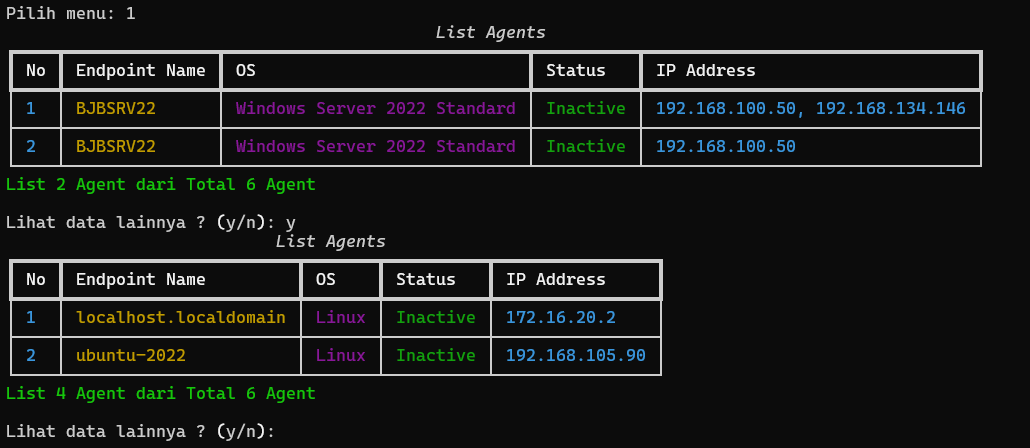 Pilih menu: 1
List Agents
No Endpoint Name OS Status IP Address
1 BJBSRV22 Windows Server 2022 Standard Inactive 192.168.100.50, 192.168.134.146
2 BJBSRV22 Windows Server 2022 Standard Inactive 192.168.100.50
List 2 Agent dari Total 6 Agent
Lihat data lainnya ? (y/n): y
List Agents
No Endpoint Name OS Status IP Address
1 localhost.localdomain Linux Inactive 172.16.20.2
2 ubuntu-2022 Linux Inactive 192.168.105.90
List 4 Agent dari Total 6 Agent
Lihat data lainnya ? (y/n):